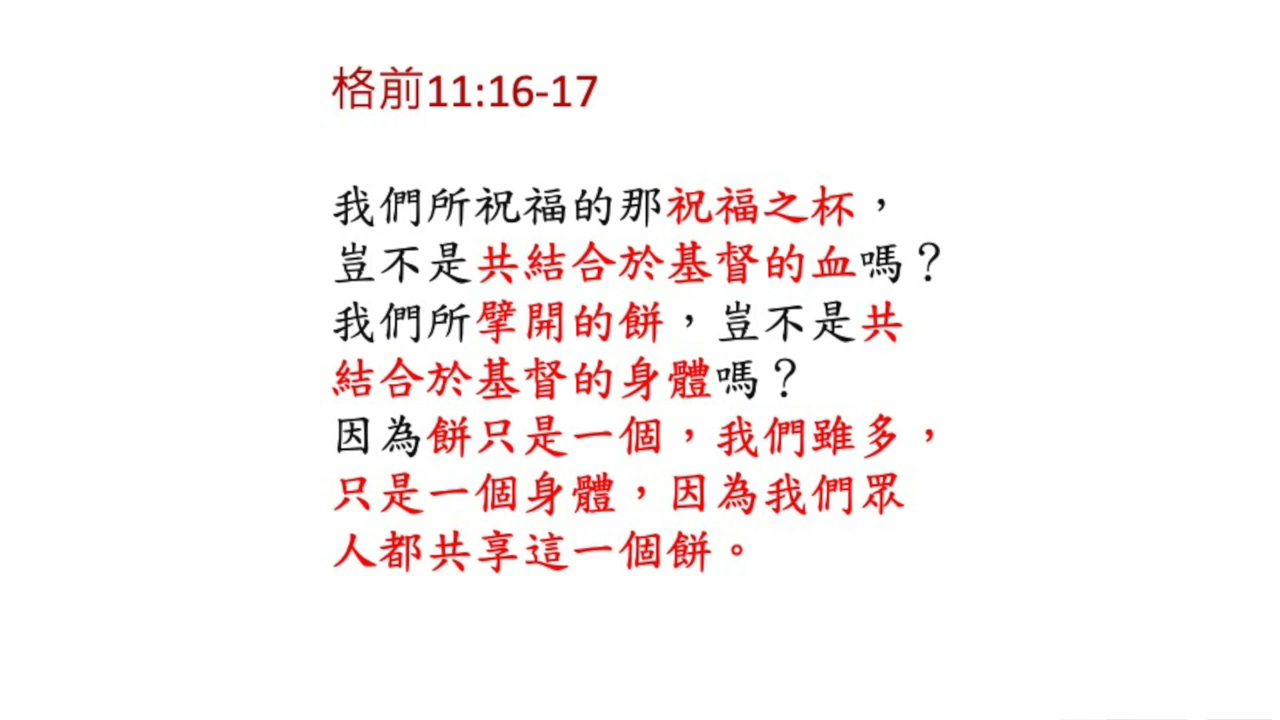 格前11:16-17
我們所祝福的那祝福之杯，
豈不是共結合於基督的血嗎？
我們所擘開的餅，豈不是共
結合於基督的身體嗎？
因為餅只是一個，我們雖多，
只是一個身體，因為我們眾
人都共享這一個餅。